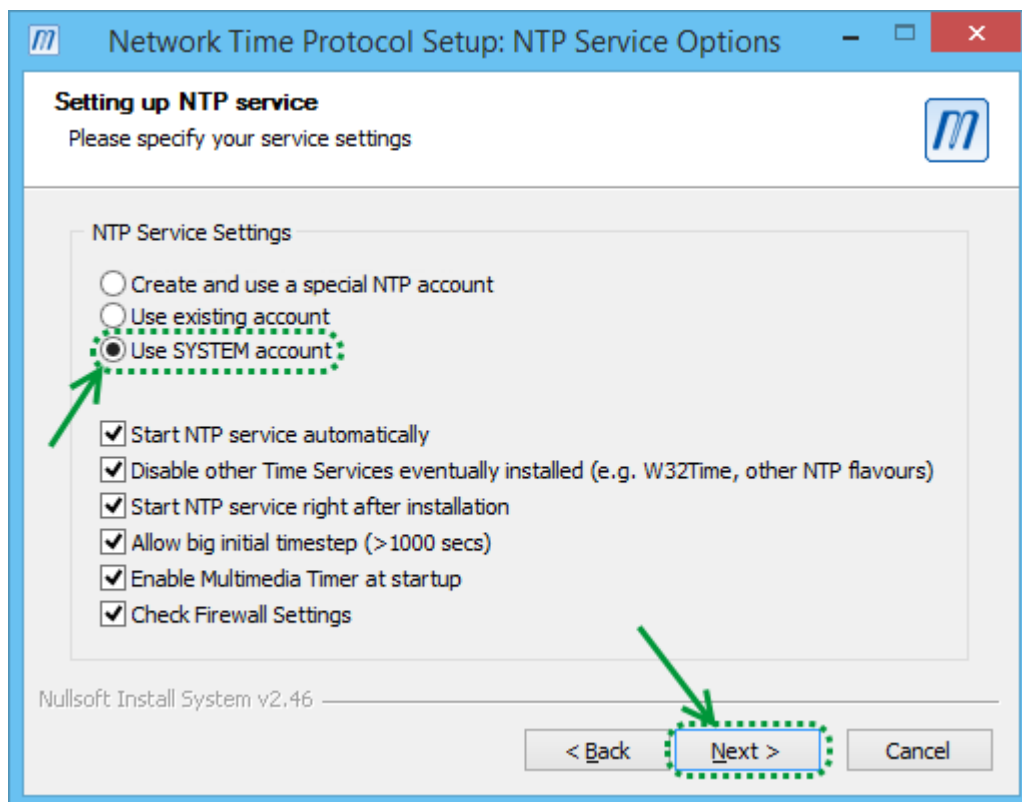 Network Time Protocol Setup: NTP Service Options
Setting up NTP service
Please specify your service settings
NTP Service Settings
Create and use a special NTP account
Use existing account
Use SYSTEM account
Start NTP service automatically
Disable other Time Services eventually installed (e.g. W32Time, other NTP flavours)
Start NTP service right after installation
Allow big initial timestep (>1000 secs)
Enable Multimedia Timer at startup
Check Firewall Settings
Nullsoft Install System v2.46
< Back Next > Cancel